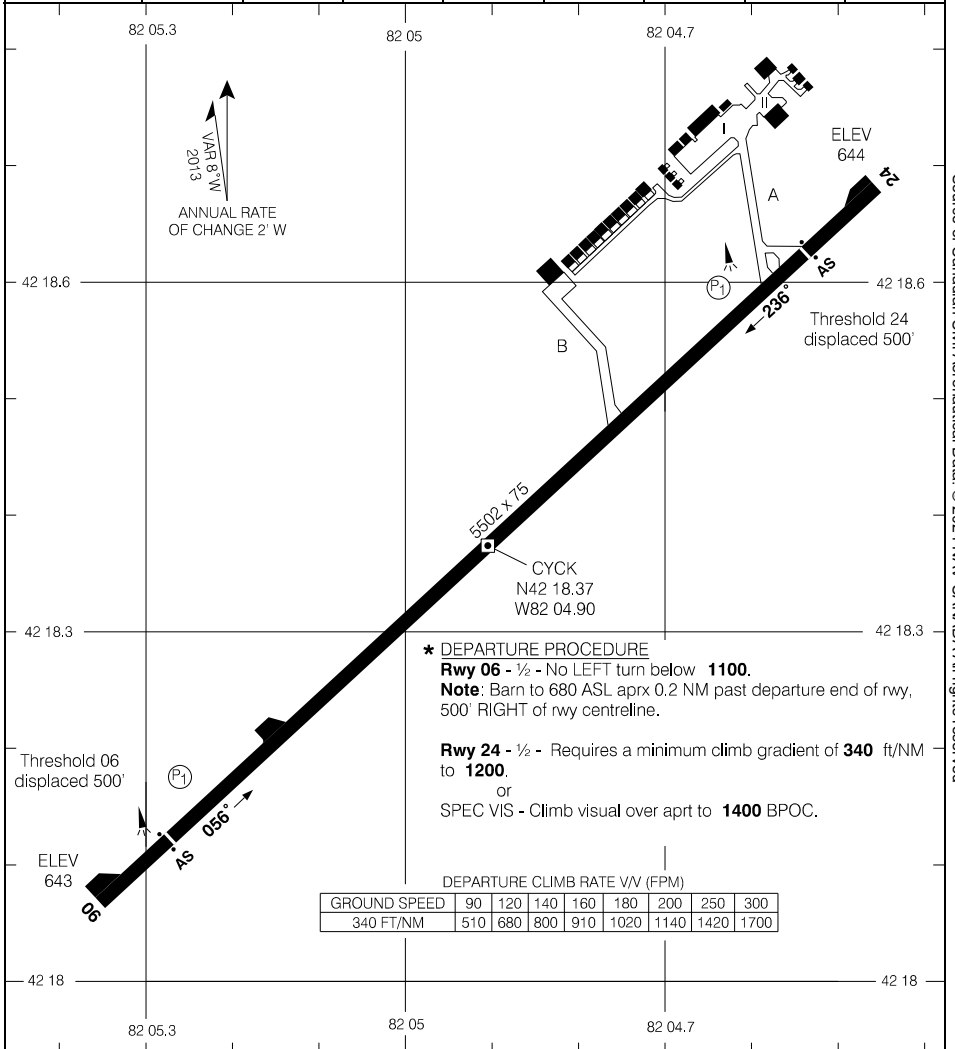 82 05.3
82 05
82 04.7
VAR 8°W
2013
ANNUAL RATE
OF CHANGE 2' W
II
I
ELEV
644
24
A
AS
42 18.6
42 18.6
P1
236°
Threshold 24
displaced 500'
B
5502 x 75
CYCK
N42 18.37
W82 04.90
42 18.3
42 18.3
* DEPARTURE PROCEDURE
Rwy 06 - ½ - No LEFT turn below 1100.
Note: Barn to 680 ASL aprx 0.2 NM past departure end of rwy,
500' RIGHT of rwy centreline.
Rwy 24 - ½ - Requires a minimum climb gradient of 340 ft/NM
to 1200.
or
SPEC VIS - Climb visual over aprt to 1400 BPOC.
Threshold 06
displaced 500'
P1
056°
AS
ELEV
643
06
DEPARTURE CLIMB RATE V/V (FPM)
GROUND SPEED 90 120 140 160 180 200 250 300
340 FT/NM 510 680 800 910 1020 1140 1420 1700
42 18
42 18
82 05.3
82 05
82 04.7